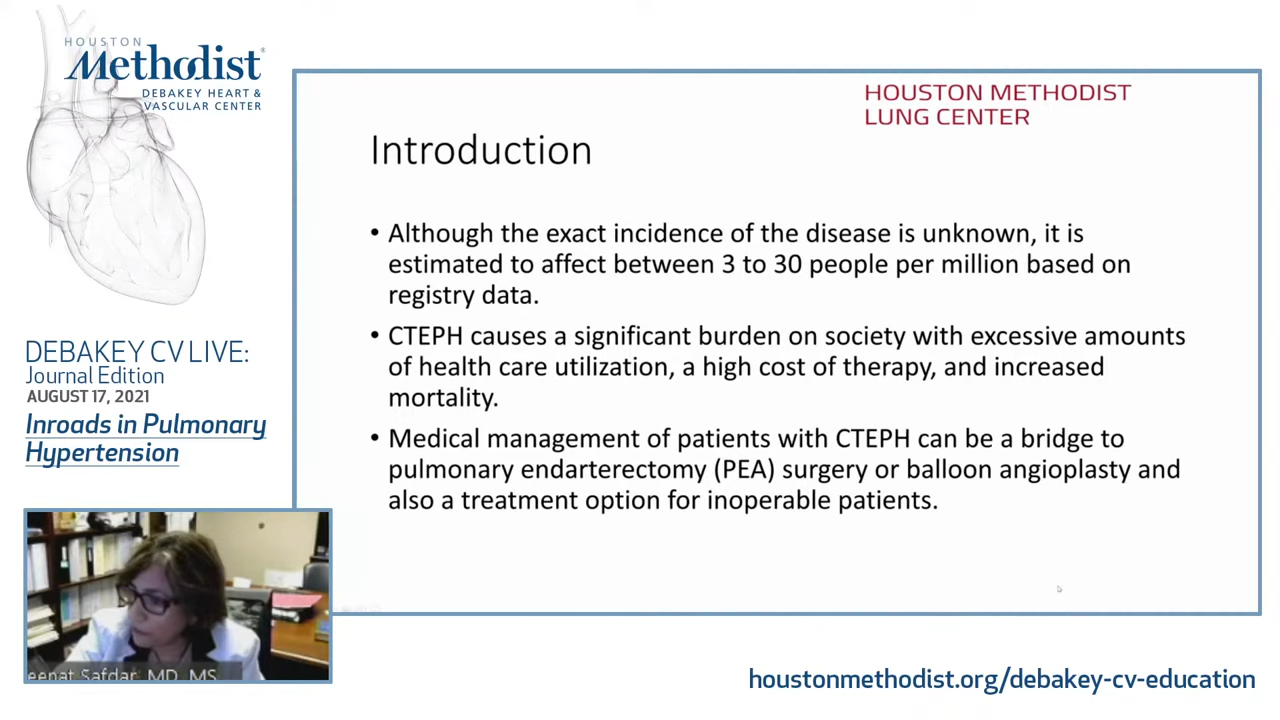 HOUSTON
Methodist®
DEBAKEY HEART &
VASCULAR CENTER
DEBAKEY CV LIVE:
Journal Edition
AUGUST 17, 2021
Inroads in Pulmonary
Hypertension
HOUSTON METHODIST
LUNG CENTER
Introduction
• Although the exact incidence of the disease is unknown, it is
estimated to affect between 3 to 30 people per million based on
registry data.
• CTEPH causes a significant burden on society with excessive amounts
of health care utilization, a high cost of therapy, and increased
mortality.
• Medical management of patients with CTEPH can be a bridge to
pulmonary endarterectomy (PEA) surgery or balloon angioplasty and
also a treatment option for inoperable patients.
eenat Safdar, MD, MS
houstonmethodist.org/debakey-cv-education